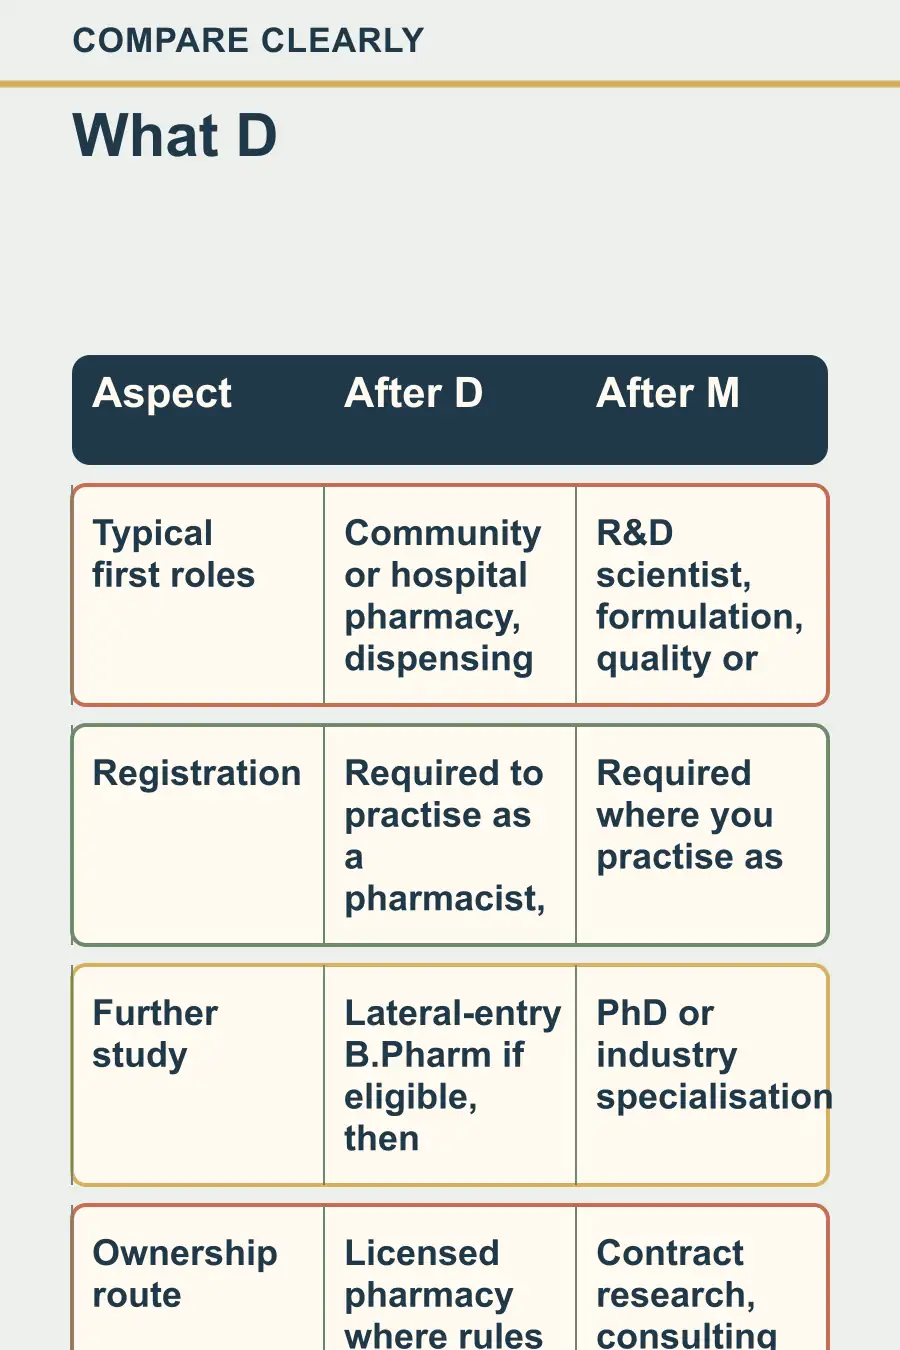 COMPARE CLEARLY
What D
Aspect
After D
After M
Typical
first roles
Community
or hospital
pharmacy,
dispensing
R&D
scientist,
formulation,
quality or
Registration
Required to
practise as
a
pharmacist,
Required
where you
practise as
Further
study
Lateral-entry
B.Pharm if
eligible,
then
PhD or
industry
specialisation
Ownership
route
Licensed
pharmacy
where rules
Contract
research,
consulting